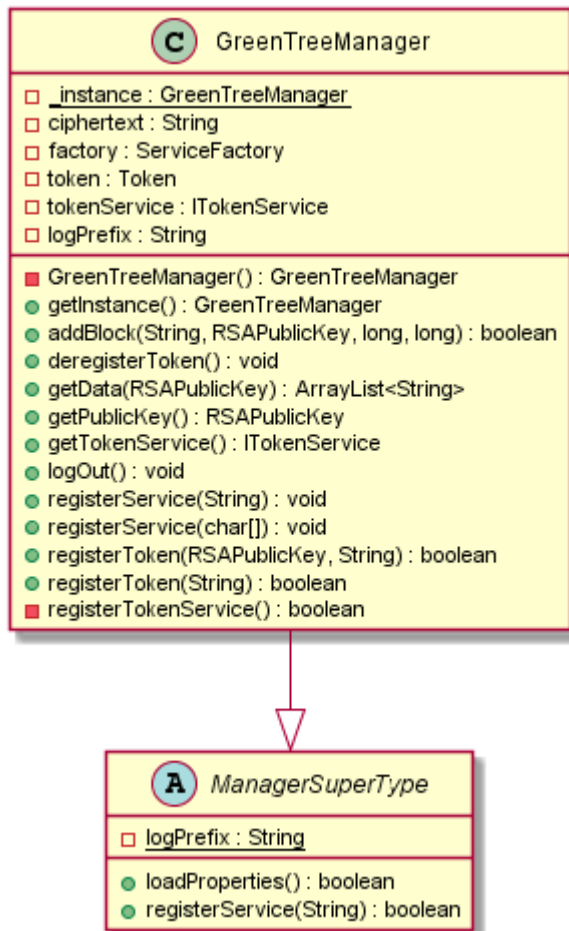 C GreenTreeManager
_instance : GreenTreeManager
ciphertext : String
factory : ServiceFactory
token : Token
tokenService : ITokenService
logPrefix : String
GreenTreeManager() : GreenTreeManager
getInstance() : GreenTreeManager
addBlock(String, RSAPublicKey, long, long) : boolean
deregisterToken() : void
getData(RSAPublicKey) : ArrayList<String>
getPublicKey() : RSAPublicKey
getTokenService() : ITokenService
logOut() : void
registerService(String) : void
registerService(char[]) : void
registerToken(RSAPublicKey, String) : boolean
registerToken(String) : boolean
registerTokenService() : boolean
A ManagerSuperType
logPrefix : String
loadProperties() : boolean
registerService(String) : boolean